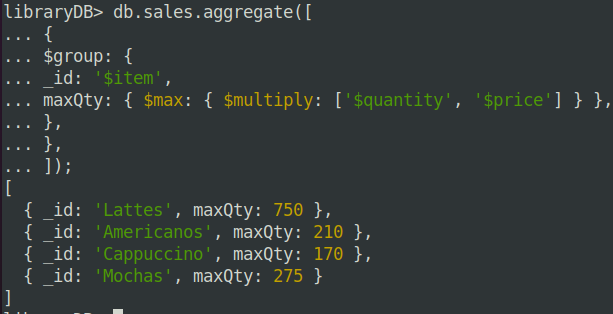 libraryDB> db.sales.aggregate([
... {
... $group: {
... _id: '$item',
... maxQty: { $max: { $multiply: ['$quantity', '$price'] } },
... },
... },
... ]);
[
  { _id: 'Lattes', maxQty: 750 },
  { _id: 'Americanos', maxQty: 210 },
  { _id: 'Cappuccino', maxQty: 170 },
  { _id: 'Mochas', maxQty: 275 }
]